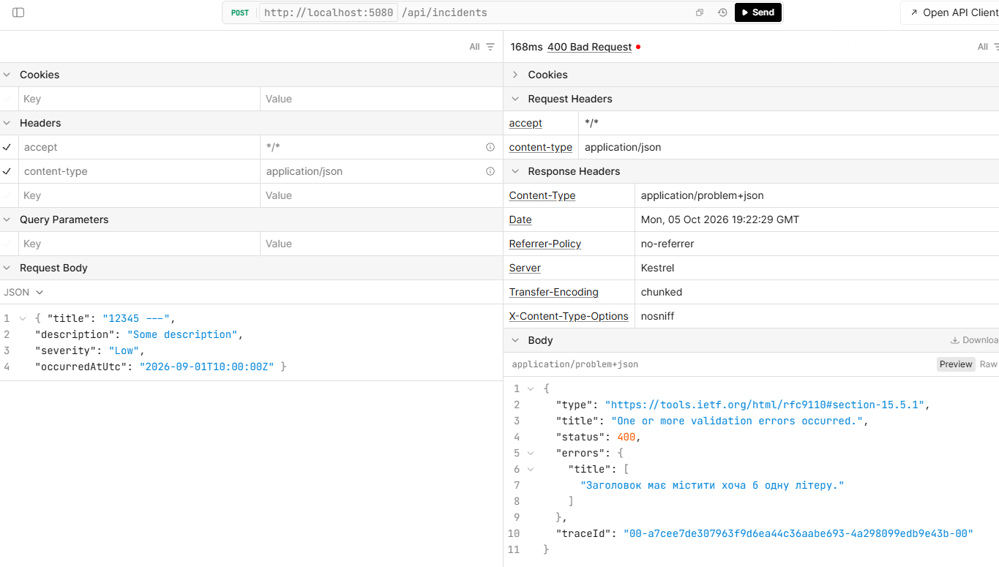 POST http://localhost:5080 /api/incidents Send Open API Client
All
Cookies
Key Value
Headers
accept */*
content-type application/json
Key Value
Query Parameters
Key Value
Request Body
JSON
1 { "title": "12345 ---",
2 "description": "Some description",
3 "severity": "Low",
4 "occurredAtUtc": "2026-09-01T10:00:00Z" }
168ms 400 Bad Request All
Cookies
Request Headers
accept */*
content-type application/json
Response Headers
Content-Type application/problem+json
Date Mon, 05 Oct 2026 19:22:29 GMT
Referrer-Policy no-referrer
Server Kestrel
Transfer-Encoding chunked
X-Content-Type-Options nosniff
Body Downloa
application/problem+json Preview Raw
1 {
2 "type": "https://tools.ietf.org/html/rfc9110#section-15.5.1",
3 "title": "One or more validation errors occurred.",
4 "status": 400,
5 "errors": {
6 "title": [
7 "Заголовок має містити хоча б одну літеру."
8 ]
9 },
10 "traceId": "00-a7cee7de307963f9d6ea44c36aabe693-4a298099edb9e43b-00"
11 }